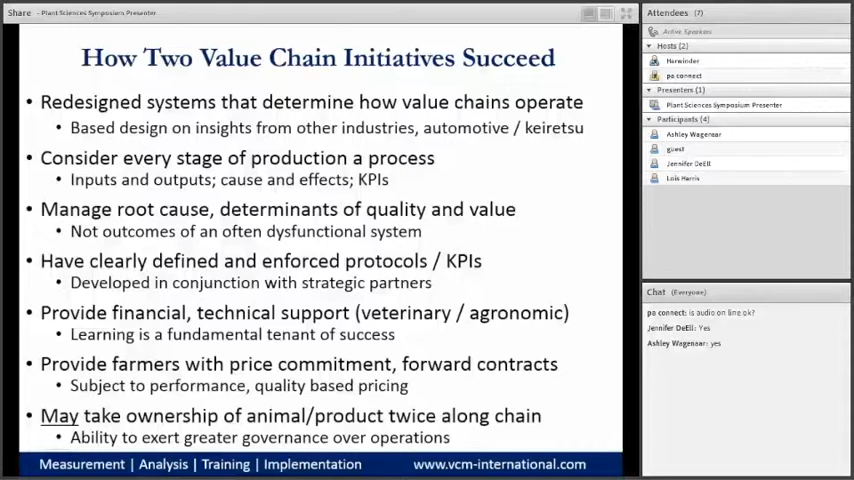 Share - Plant Sciences Symposium Presenter
How Two Value Chain Initiatives Succeed
• Redesigned systems that determine how value chains operate
• Based design on insights from other industries, automotive / keiretsu
• Consider every stage of production a process
• Inputs and outputs; cause and effects; KPIs
• Manage root cause, determinants of quality and value
• Not outcomes of an often dysfunctional system
• Have clearly defined and enforced protocols / KPIs
• Developed in conjunction with strategic partners
• Provide financial, technical support (veterinary / agronomic)
• Learning is a fundamental tenant of success
• Provide farmers with price commitment, forward contracts
• Subject to performance, quality based pricing
• May take ownership of animal/product twice along chain
• Ability to exert greater governance over operations
Measurement | Analysis | Training | Implementation www.vcm-international.com
Attendees (7)
Active Speakers
Hosts (2)
Harwinder
pa connect
Presenters (1)
Plant Sciences Symposium Presenter
Participants (4)
Ashley Wagenaar
guest
Jennifer DeEll
Lois Harris
Chat (Everyone)
pa connect: is audio on line ok?
Jennifer DeEll: Yes
Ashley Wagenaar: yes